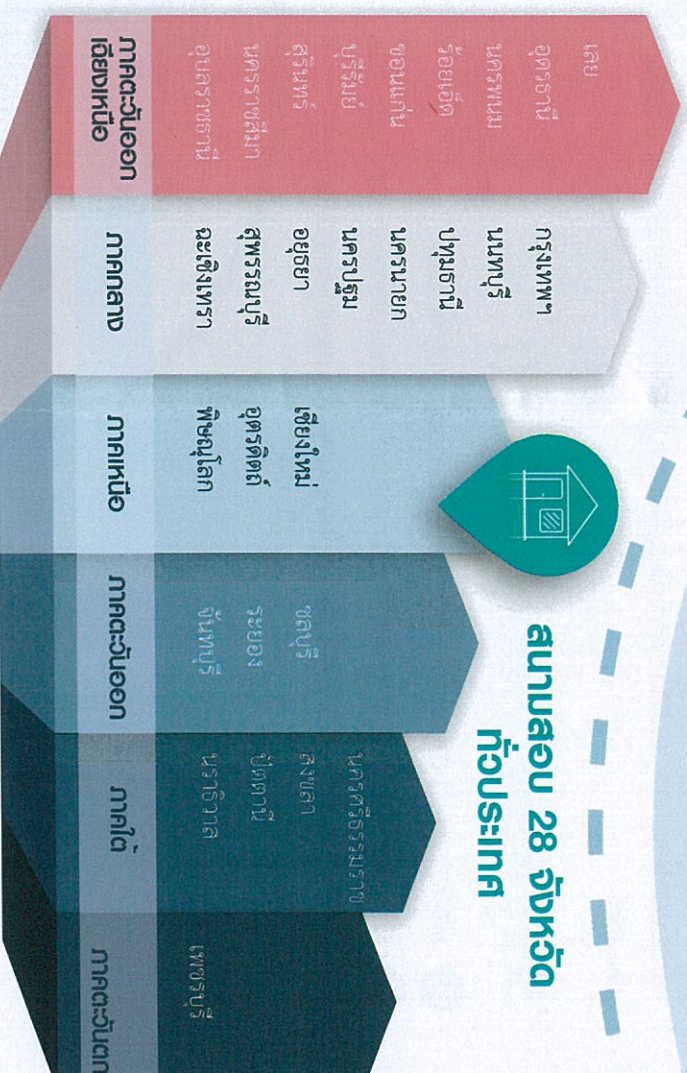 สนามสอบ 28 จังหวัด
ทั่วประเทศ
เลย
อุดรธานี
นครพนม
ร้อยเอ็ด
ขอนแก่น
บุรีรัมย์
สุรินทร์
นครราชสีมา
อุบลราชธานี
ภาคตะวันออก
เฉียงเหนือ
กรุงเทพฯ
นนทบุรี
ปทุมธานี
นครนายก
นครปฐม
อยุธยา
สุพรรณบุรี
ฉะเชิงเทรา
ภาคกลาง
เชียงใหม่
อุตรดิตถ์
พิษณุโลก
ภาคเหนือ
ชลบุรี
ระยอง
จันทบุรี
ภาคตะวันออก
นครศรีธรรมราช
สงขลา
ปัตตานี
นราธิวาส
ภาคใต้
เพชรบุรี
ภาคตะวันตก